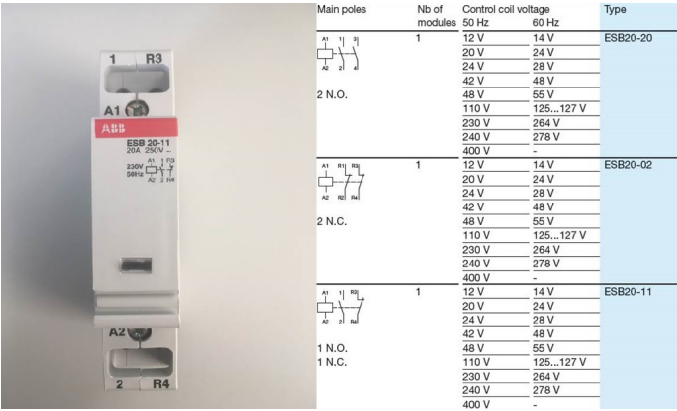 1 R3
A1
ABB
ESB 20-11
20A 250V ~
A1 1 R3
230V
50Hz
A2 2 R4
A2
2 R4
Main poles Nb of modules Control coil voltage Type
50 Hz 60 Hz
A1 1 3
A2 2 4
2 N.O.
1 12 V 14 V ESB20-20
20 V 24 V
24 V 28 V
42 V 48 V
48 V 55 V
110 V 125...127 V
230 V 264 V
240 V 278 V
400 V -
A1 R1 R3
A2 R2 R4
2 N.C.
1 12 V 14 V ESB20-02
20 V 24 V
24 V 28 V
42 V 48 V
48 V 55 V
110 V 125...127 V
230 V 264 V
240 V 278 V
400 V -
A1 1 R3
A2 2 R4
1 N.O.
1 N.C.
1 12 V 14 V ESB20-11
20 V 24 V
24 V 28 V
42 V 48 V
48 V 55 V
110 V 125...127 V
230 V 264 V
240 V 278 V
400 V -